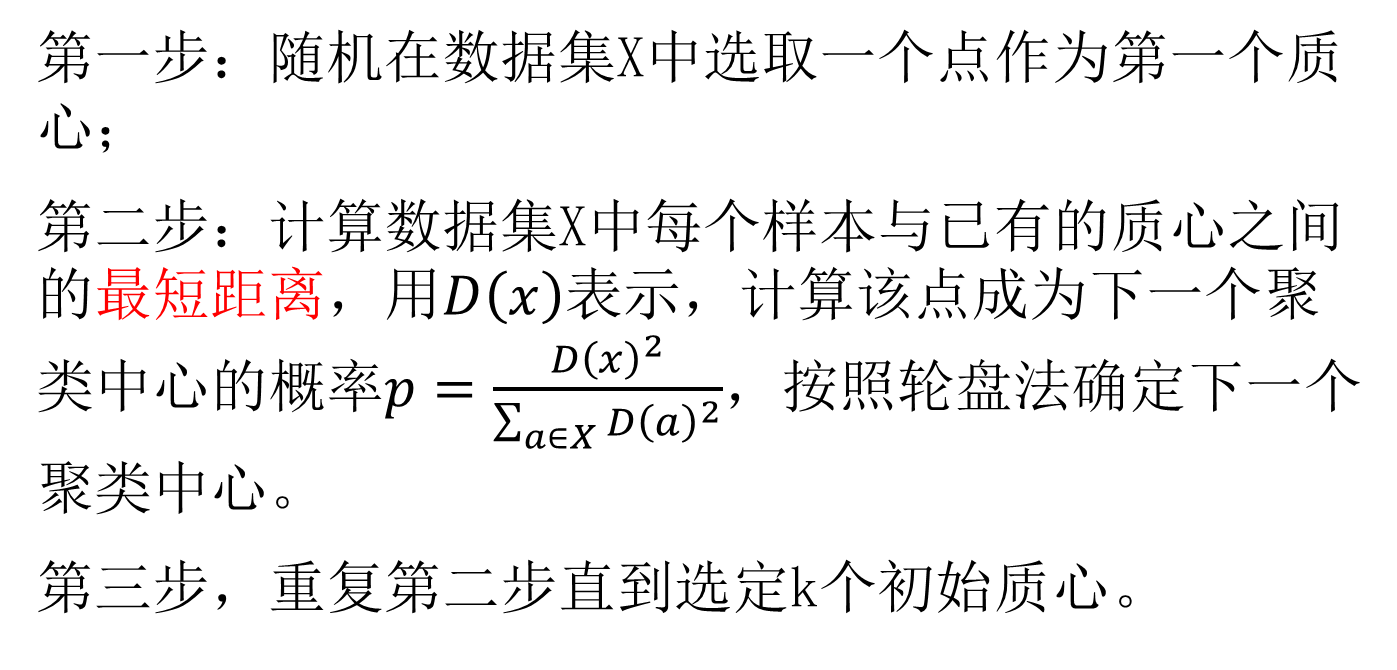 第一步：随机在数据集X中选取一个点作为第一个质
心；
第二步：计算数据集X中每个样本与已有的质心之间
的最短距离，用D(x)表示，计算该点成为下一个聚
类中心的概率p = \frac{D(x)^2}{\sum_{a∈X} D(a)^2}，按照轮盘法确定下一个
聚类中心。
第三步，重复第二步直到选定k个初始质心。